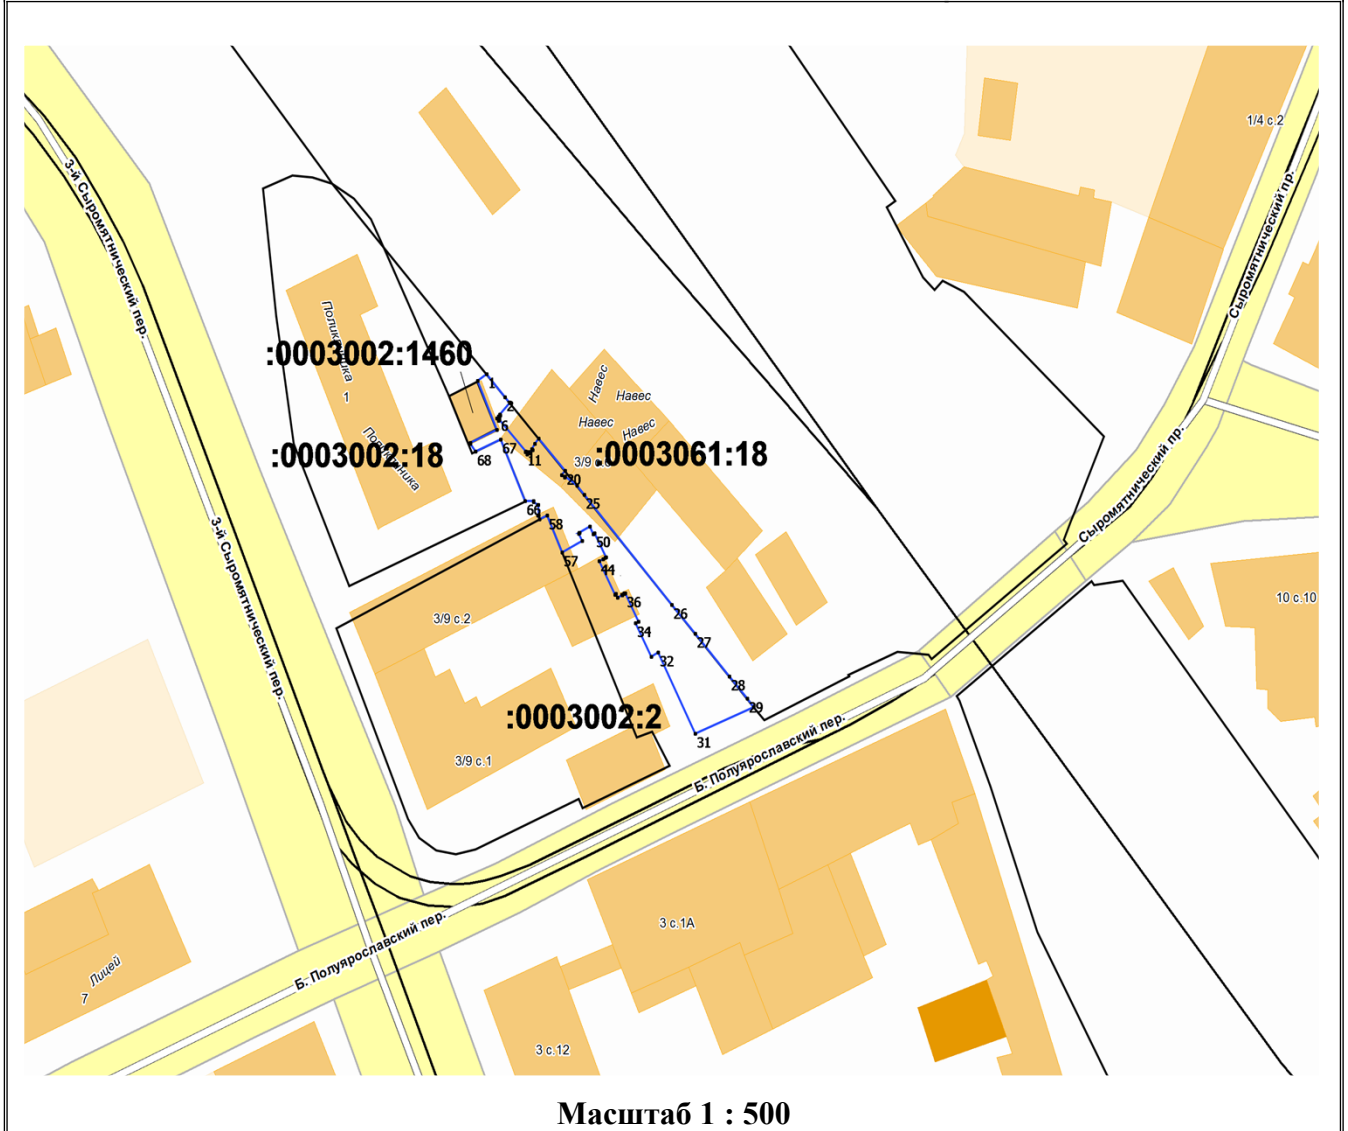 1/4 с.2
3-й Сыромятнический пер.
Сыромятнический пр.
Поликлиника
1
:0003002:1460
1
2
6
Навес
Навес
Навес
Навес
67
68
11
:0003002:18
Поликлиника
3/9 с.
:0003061:18
20
25
66
58
57
50
44
Сыромятнический пр.
3-й Сыромятнический пер.
3/9 с.2
36
26
10 с.10
34
27
32
28
29
:0003002:2
31
3/9 с.1
Б. Полуярославский пер.
3 с.1А
Б. Полуярославский пер.
Лицей
7
3 с.12
Масштаб 1 : 500